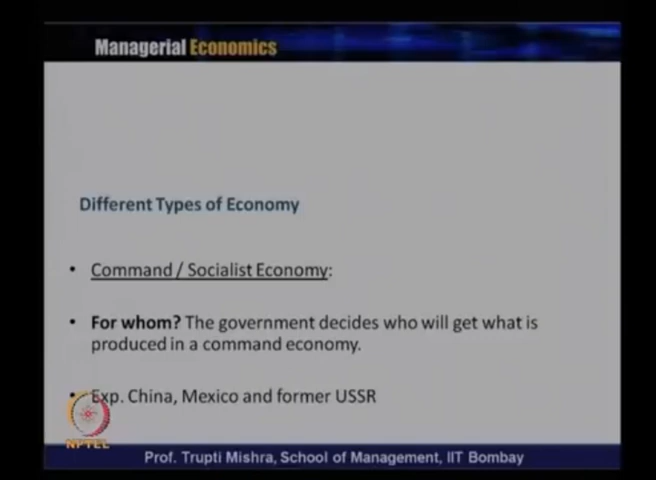 Managerial Economics
Different Types of Economy
• Command / Socialist Economy:
• For whom? The government decides who will get what is
produced in a command economy.
• Exp. China, Mexico and former USSR
NPTEL
Prof. Trupti Mishra, School of Management, IIT Bombay